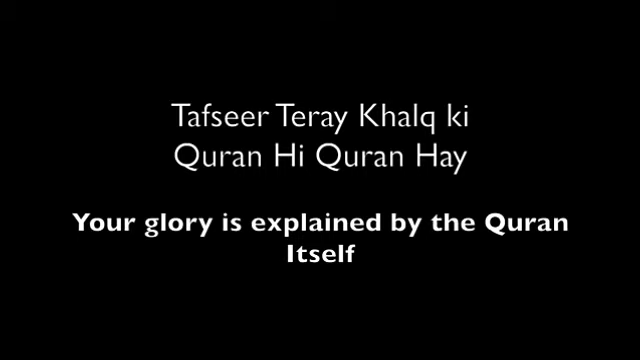 Tafseer Teray Khalq ki
Quran Hi Quran Hay
Your glory is explained by the Quran
Itself